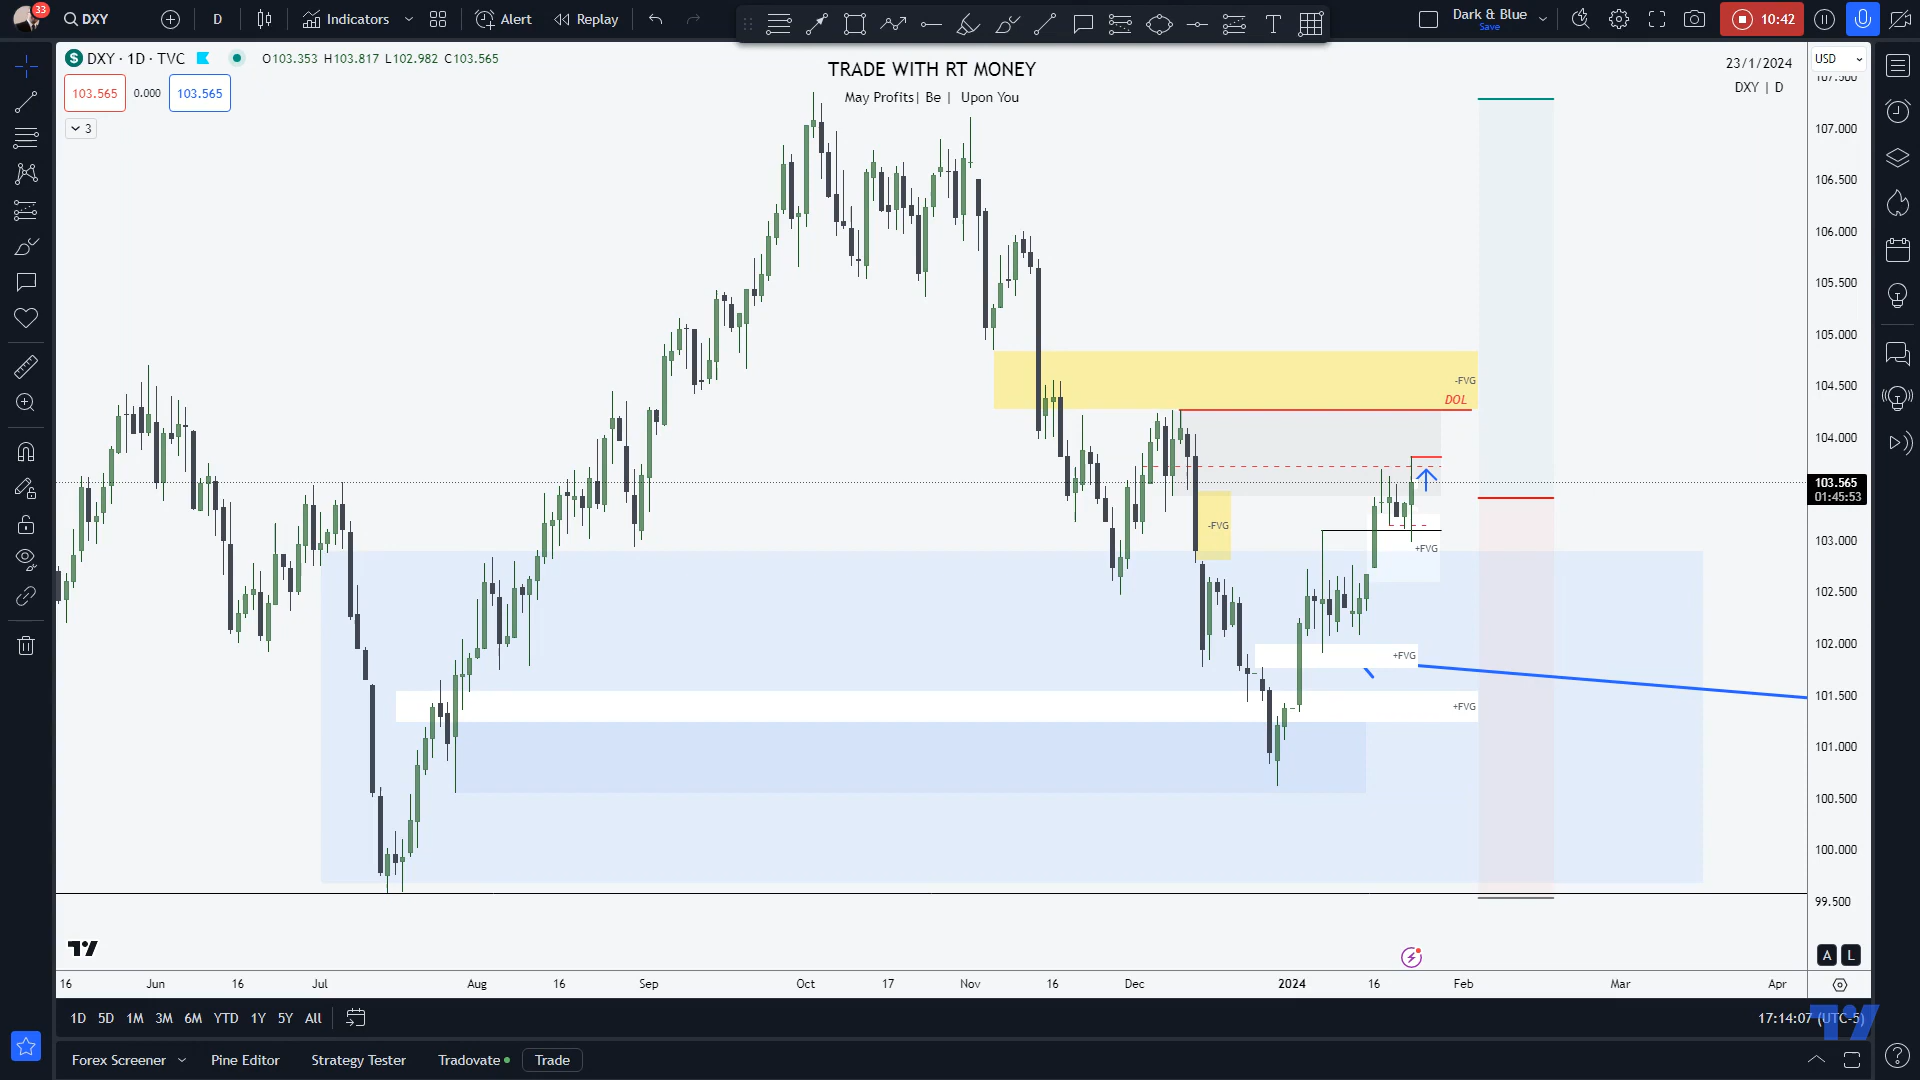 33
DXY
D
Indicators
Alert
Replay
Dark & Blue
Save
10:42
DXY · 1D · TVC
O103.353 H103.817 L102.982 C103.565
103.565
0.000
103.565
3
TRADE WITH RT MONEY
May Profits| Be | Upon You
23/1/2024
DXY | D
USD
107.500
107.000
106.500
106.000
105.500
105.000
104.500
104.000
103.565
01:45:53
103.000
102.500
102.000
101.500
101.000
100.500
100.000
99.500
-FVG
DOL
-FVG
+FVG
+FVG
+FVG
A
L
16
Jun
16
Jul
Aug
16
Sep
Oct
17
Nov
16
Dec
2024
16
Feb
Mar
Apr
1D 5D 1M 3M 6M YTD 1Y 5Y All
17:14:07 (UTC-5)
Forex Screener
Pine Editor
Strategy Tester
Tradovate
Trade